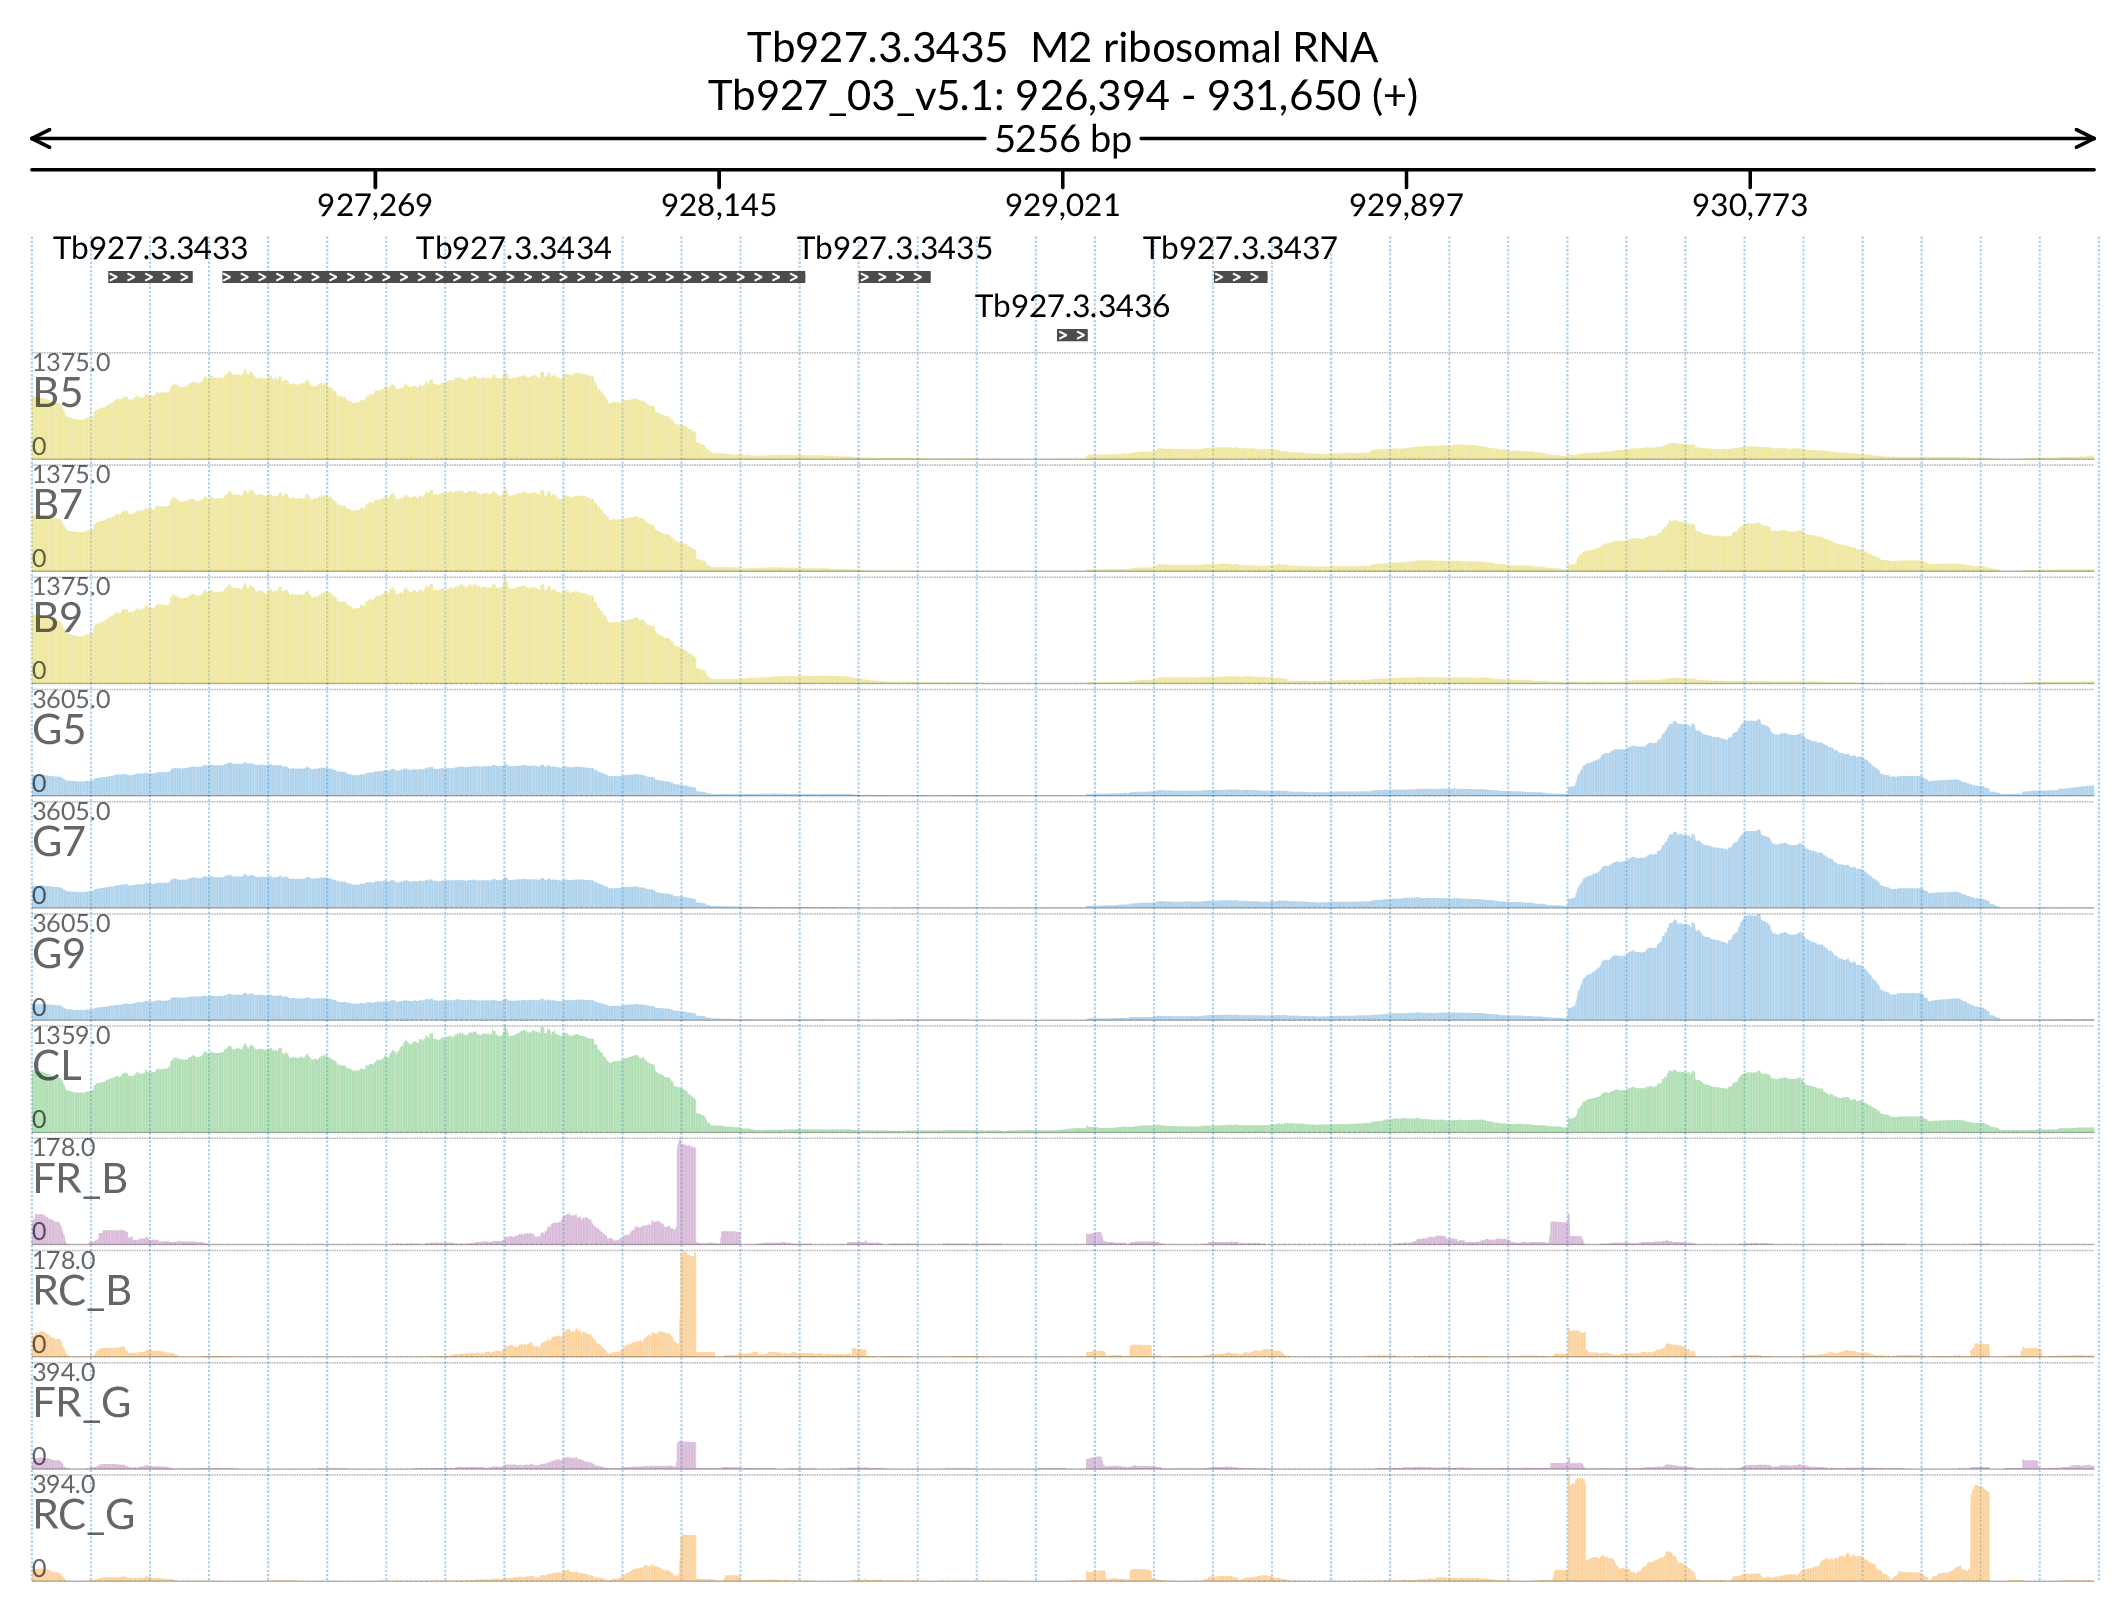 Tb927.3.3435  M2 ribosomal RNA
Tb927_03_v5.1: 926,394 - 931,650 (+)
5256 bp
927,269 928,145 929,021 929,897 930,773
Tb927.3.3433 Tb927.3.3434 Tb927.3.3435 Tb927.3.3437
Tb927.3.3436
1375.0
B5
0
1375.0
B7
0
1375.0
B9
0
3605.0
G5
0
3605.0
G7
0
3605.0
G9
0
1359.0
CL
0
178.0
FR_B
0
178.0
RC_B
0
394.0
FR_G
0
394.0
RC_G
0